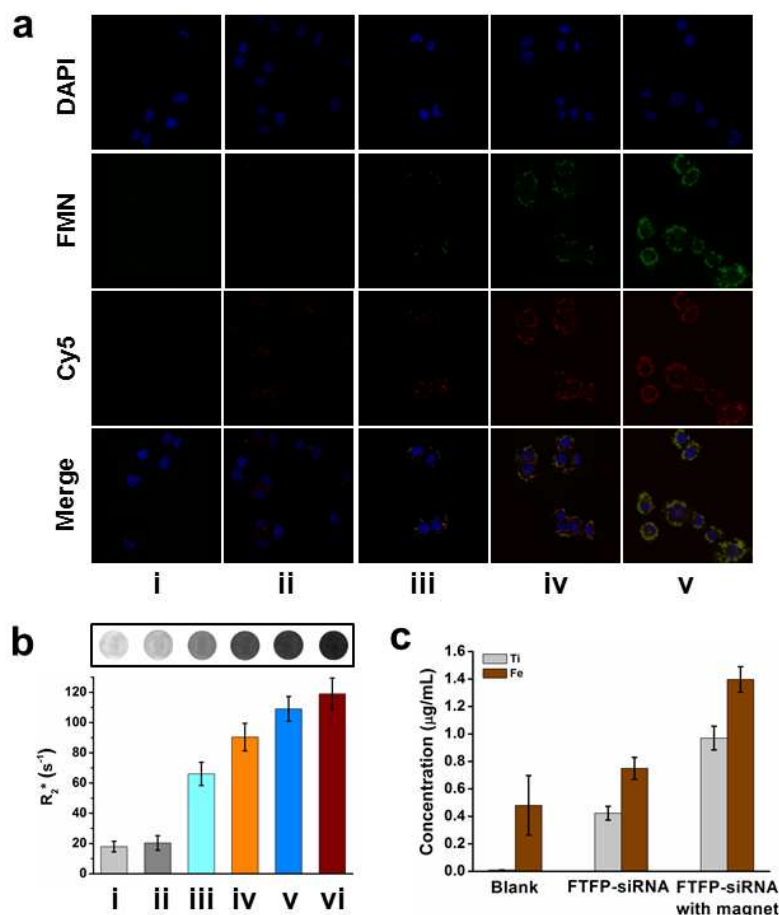 a
DAPI
FMN
Cy5
Merge
i ii iii iv v
b
120
100
80
60
40
20
0
R₂* (s⁻¹)
i ii iii iv v vi
c
Ti
Fe
1.6
1.4
1.2
1.0
0.8
0.6
0.4
0.0
Concentration (µg/mL)
Blank FTFP-siRNA FTFP-siRNA
with magnet